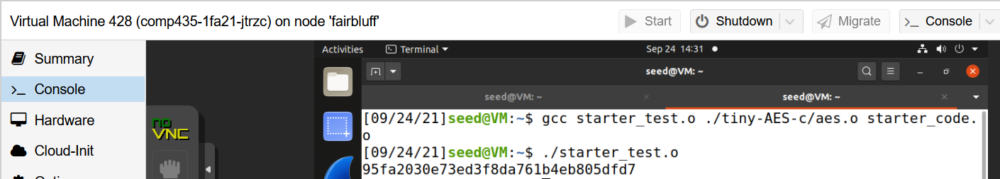 Virtual Machine 428 (comp435-1fa21-jtrzc) on node 'fairbluff'
Start
Shutdown
Migrate
>_ Console
Summary
>_ Console
Hardware
Cloud-Init
no
VNC
Activities
Terminal
Sep 24 14:31
seed@VM: ~
seed@VM: ~
seed@VM: ~
[09/24/21]seed@VM:~$ gcc starter_test.o ./tiny-AES-c/aes.o starter_code.
o
[09/24/21]seed@VM:~$ ./starter_test.o
95fa2030e73ed3f8da761b4eb805dfd7